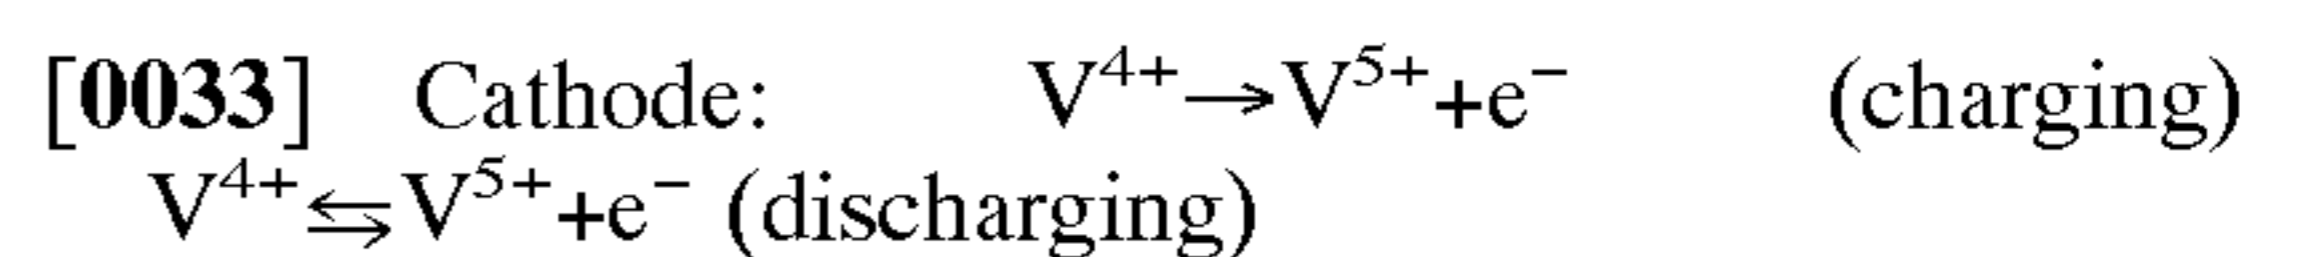 [0033] Cathode: V⁴⁺→V⁵⁺+e⁻ (charging)
V⁴⁺⇆V⁵⁺+e⁻ (discharging)